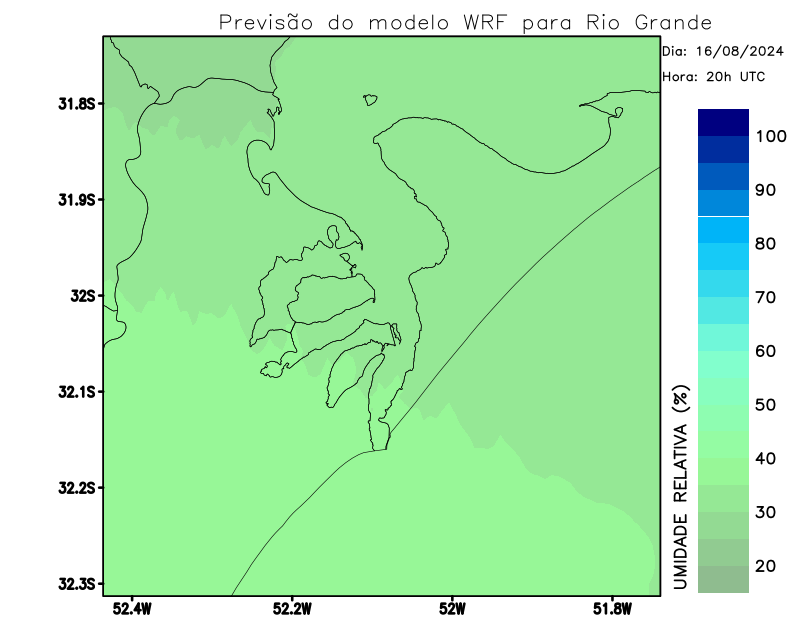 Previsão do modelo WRF para Rio Grande
Dia: 16/08/2024
Hora: 20h UTC
31.8S
31.9S
32S
32.1S
32.2S
32.3S
52.4W
52.2W
52W
51.8W
UMIDADE RELATIVA (%)
100
90
80
70
60
50
40
30
20